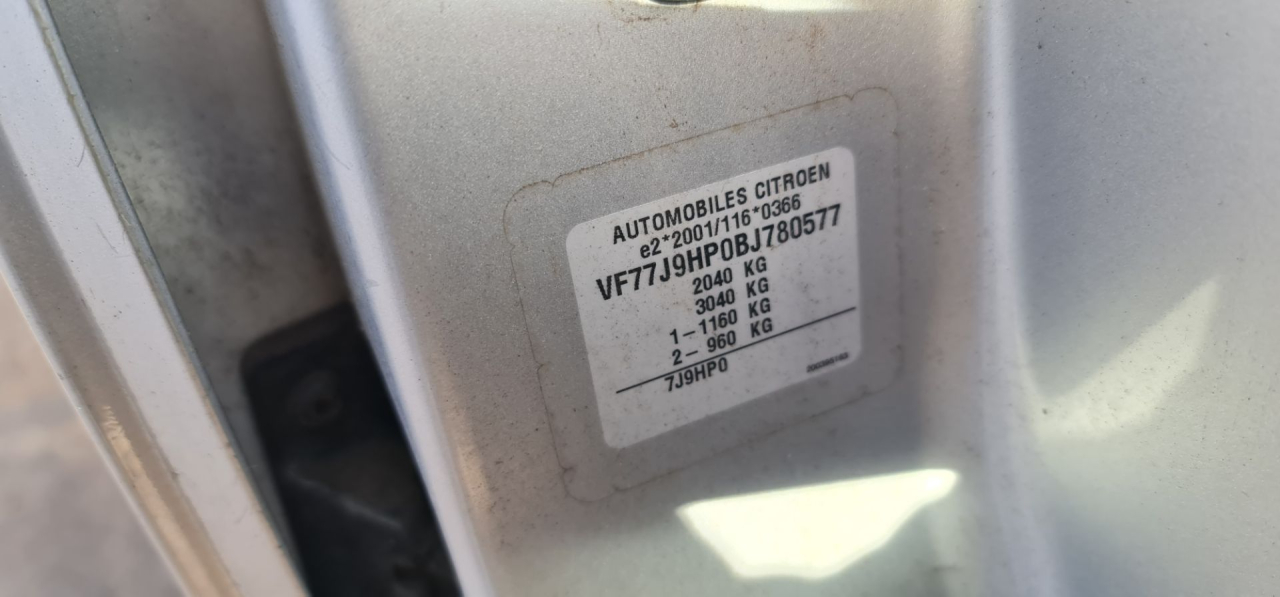 AUTOMOBILES CITROEN
e2*2001/116*0366
VF77J9HP0BJ780577
2040 KG
3040 KG
1-1160 KG
2- 960 KG
7J9HP0